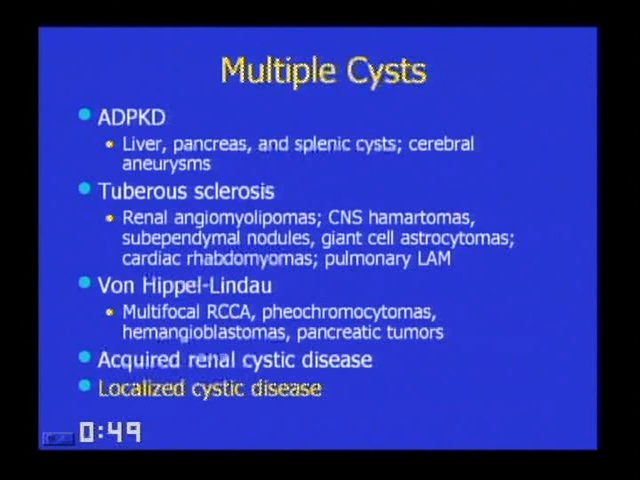 Multiple Cysts
ADPKD
Liver, pancreas, and splenic cysts; cerebral
aneurysms
Tuberous sclerosis
Renal angiomyolipomas; CNS hamartomas,
subependymal nodules, giant cell astrocytomas;
cardiac rhabdomyomas; pulmonary LAM
Von Hippel-Lindau
Multifocal RCCA, pheochromocytomas,
hemangioblastomas, pancreatic tumors
Acquired renal cystic disease
Localized cystic disease
0:49